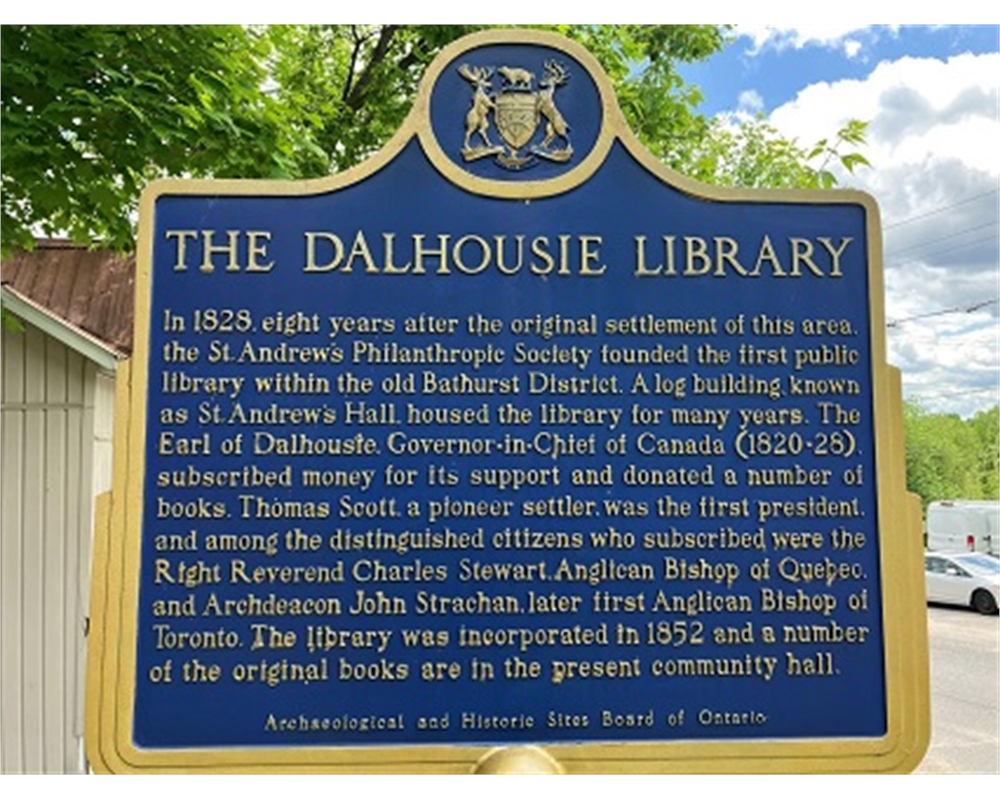 THE DALHOUSIE LIBRARY
In 1828, eight years after the original settlement of this area,
the St. Andrew's Philanthropic Society founded the first public
library within the old Bathurst District. A log building, known
as St. Andrew's Hall, housed the library for many years. The
Earl of Dalhousie, Governor-in-Chief of Canada (1820-28),
subscribed money for its support and donated a number of
books. Thomas Scott, a pioneer settler, was the first president,
and among the distinguished citizens who subscribed were the
Right Reverend Charles Stewart, Anglican Bishop of Quebec,
and Archdeacon John Strachan, later first Anglican Bishop of
Toronto. The library was incorporated in 1852 and a number
of the original books are in the present community hall.
Archaeological and Historic Sites Board of Ontario